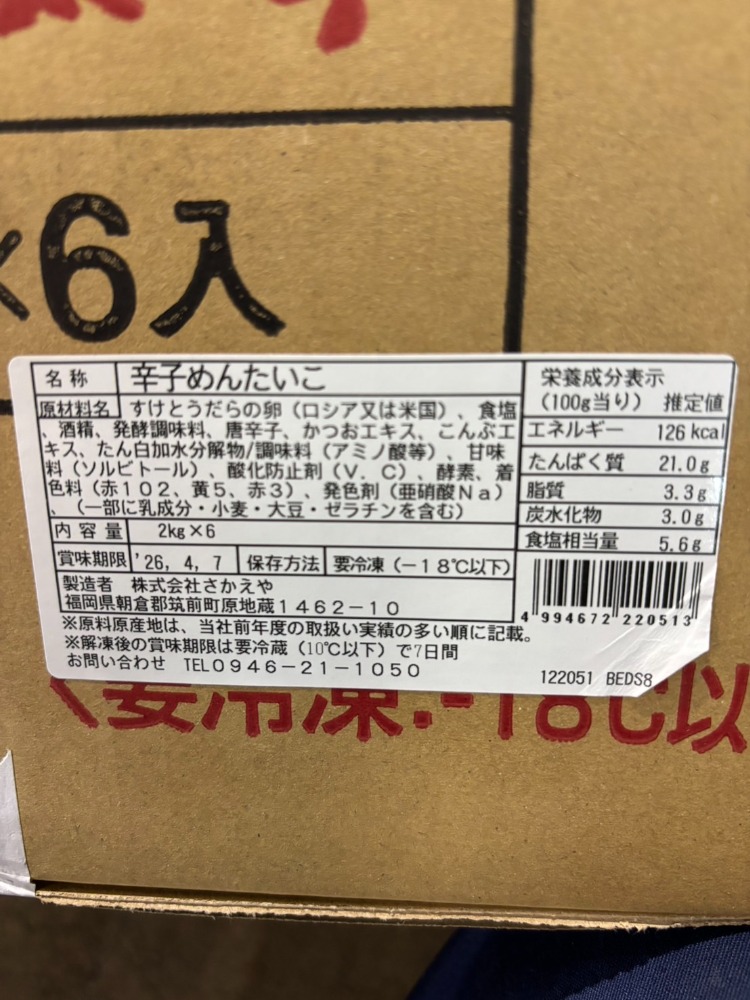 ×6入
名称 辛子めんたいこ
原材料名 すけとうだらの卵（ロシア又は米国）、食塩
、酒精、発酵調味料、唐辛子、かつおエキス、こんぶエ
キス、たん白加水分解物/調味料（アミノ酸等）、甘味
料（ソルビトール）、酸化防止剤（V．C）、酵素、着
色料（赤102、黄5、赤3）、発色剤（亜硝酸Na）
、（一部に乳成分・小麦・大豆・ゼラチンを含む）
内容量 2kg×6
賞味期限 '26, 4, 7 保存方法 要冷凍（－18℃以下）
製造者 株式会社さかえや
福岡県朝倉郡筑前町原地蔵1462－10
※原料原産地は、当社前年度の取扱い実績の多い順に記載。
※解凍後の賞味期限は要冷蔵（10℃以下）で7日間
お問い合わせ TEL0946－21－1050
栄養成分表示
（100g当り） 推定値
エネルギー 126 kcal
たんぱく質 21.0g
脂質 3.3g
炭水化物 3.0g
食塩相当量 5.6g
4 994672 220513
122051 BEDS8
要冷凍:-18℃以